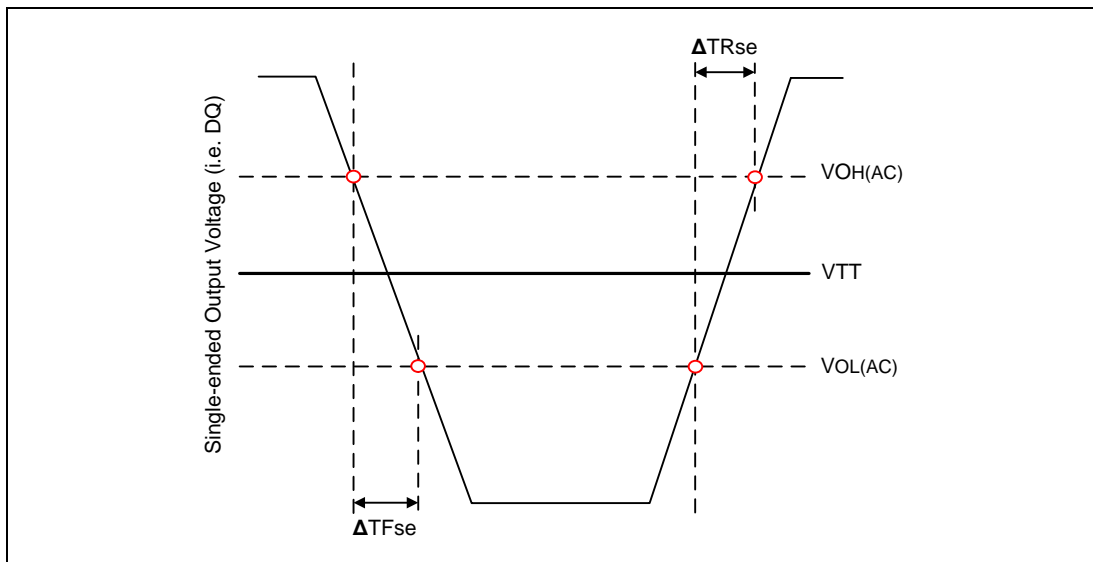 ΔTRse
Single-ended Output Voltage (i.e. DQ)
VOH(AC)
VTT
VOL(AC)
ΔTFse